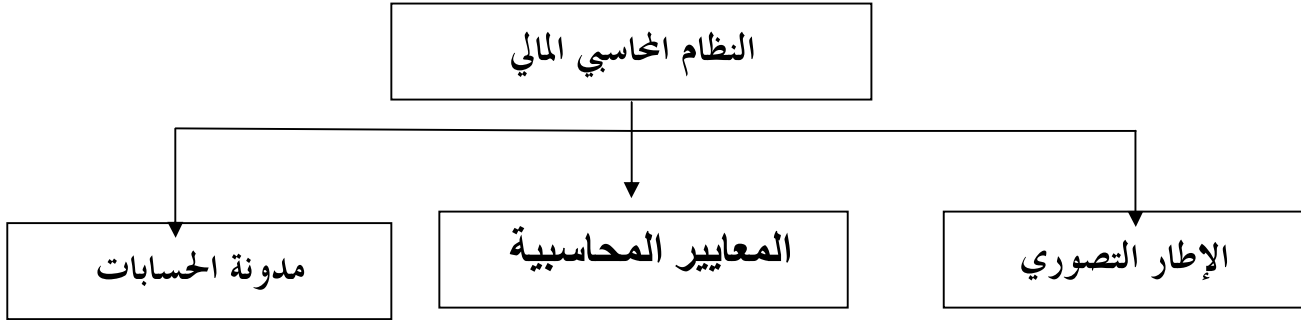 النظام المحاسبي المالي
الإطار التصوري
المعايير المحاسبية
مدونة الحسابات